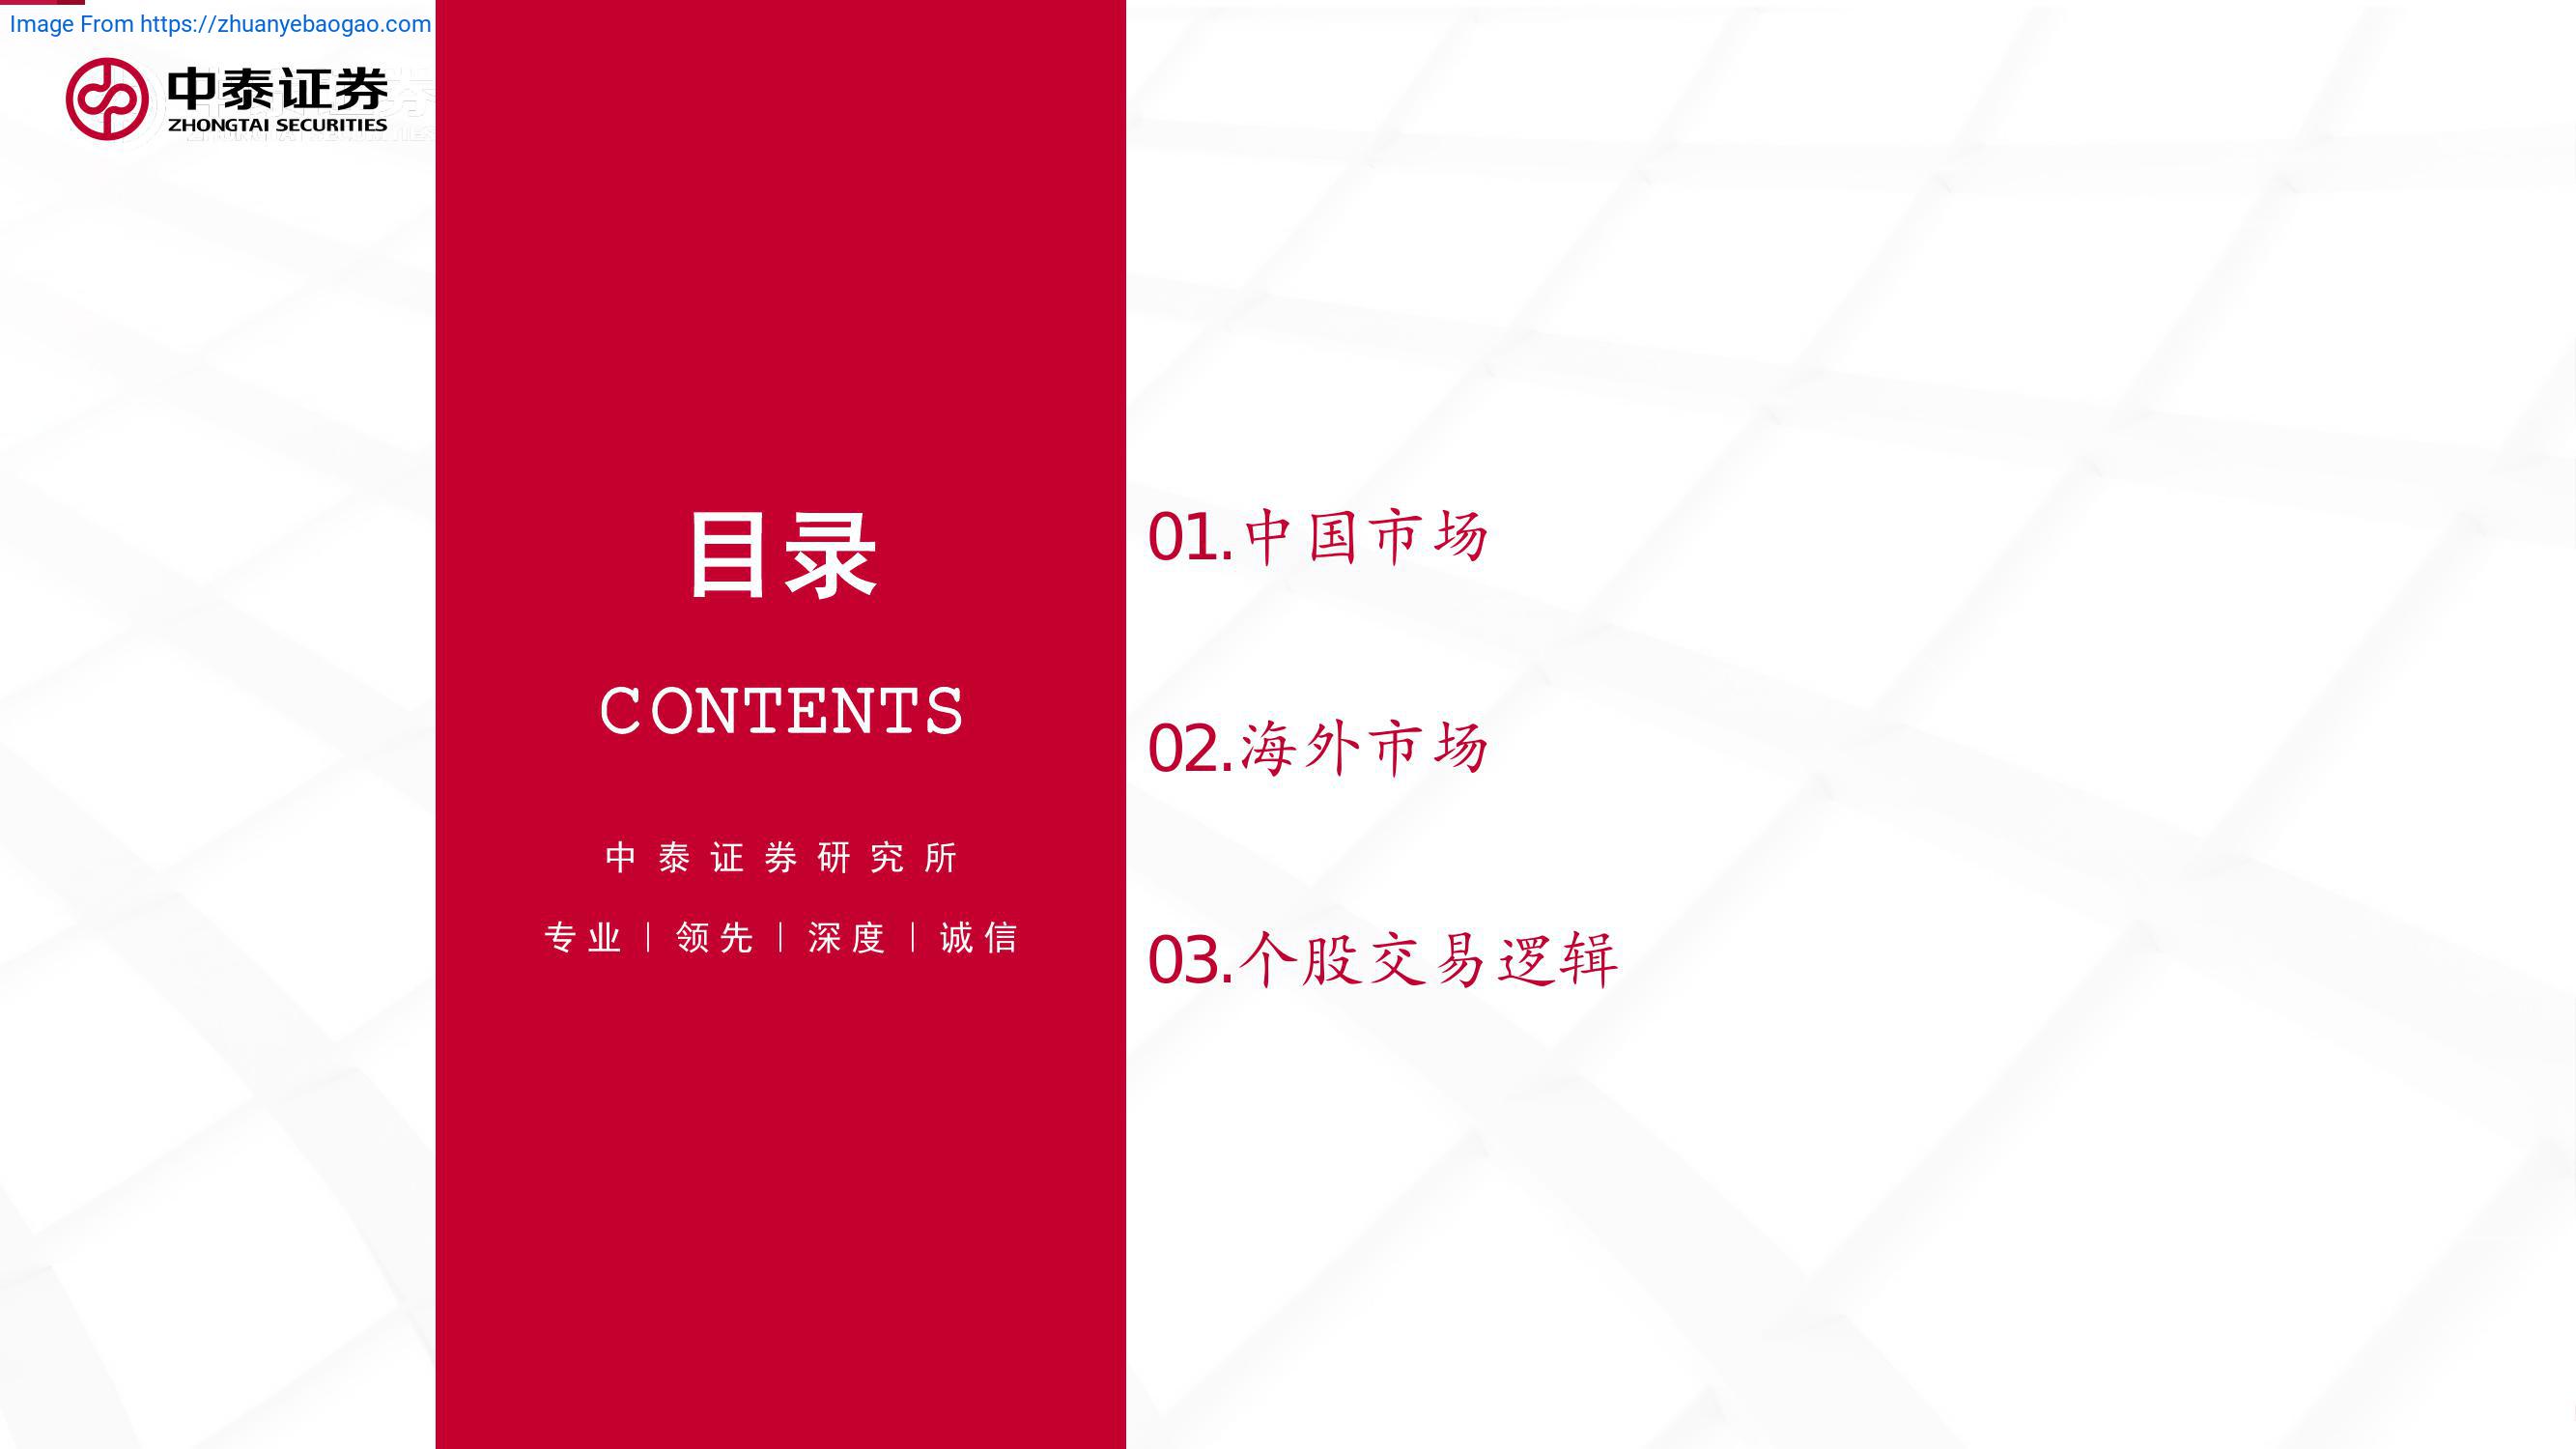 Image From https://zhuanyebaogao.com
中泰证券
ZHONGTAI SECURITIES
目录
CONTENTS
中泰证券研究所
专业｜领先｜深度｜诚信
01.中国市场
02.海外市场
03.个股交易逻辑